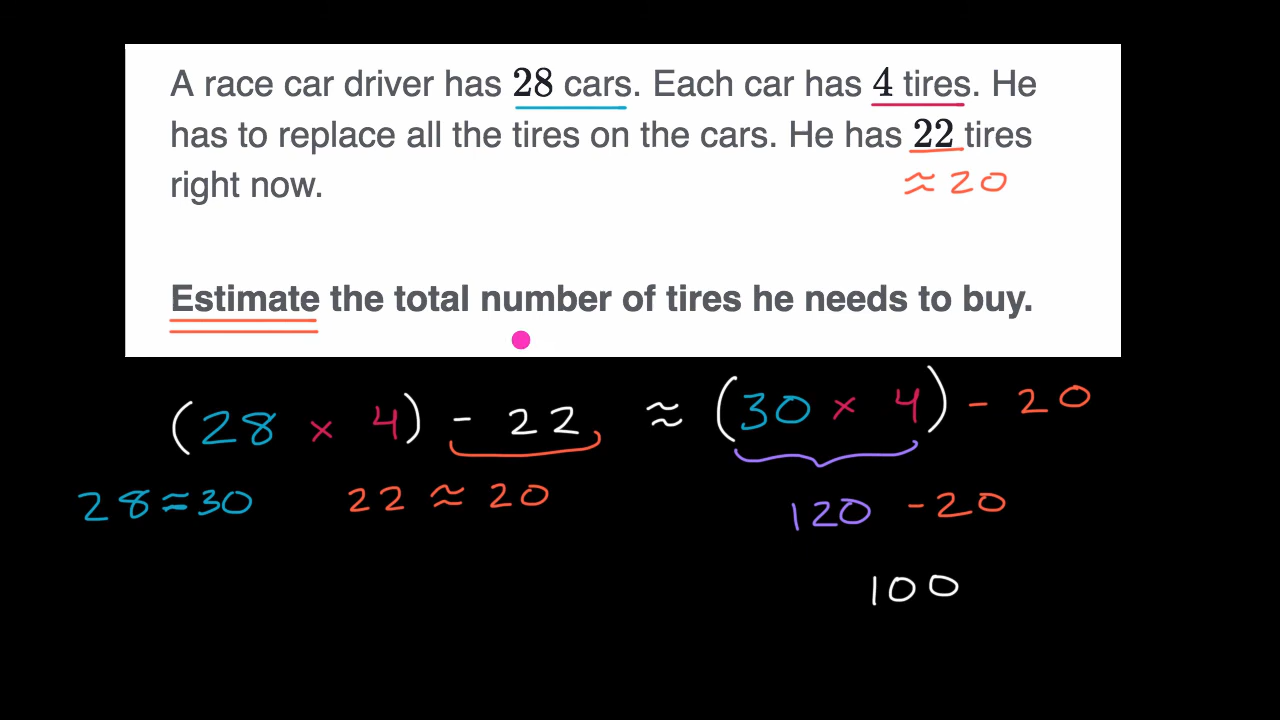 A race car driver has 28 cars. Each car has 4 tires. He
has to replace all the tires on the cars. He has 22 tires
right now.
≈ 20
Estimate the total number of tires he needs to buy.
(28 × 4) - 22 ≈ (30 × 4) - 20
28 ≈ 30 22 ≈ 20 120 - 20
100